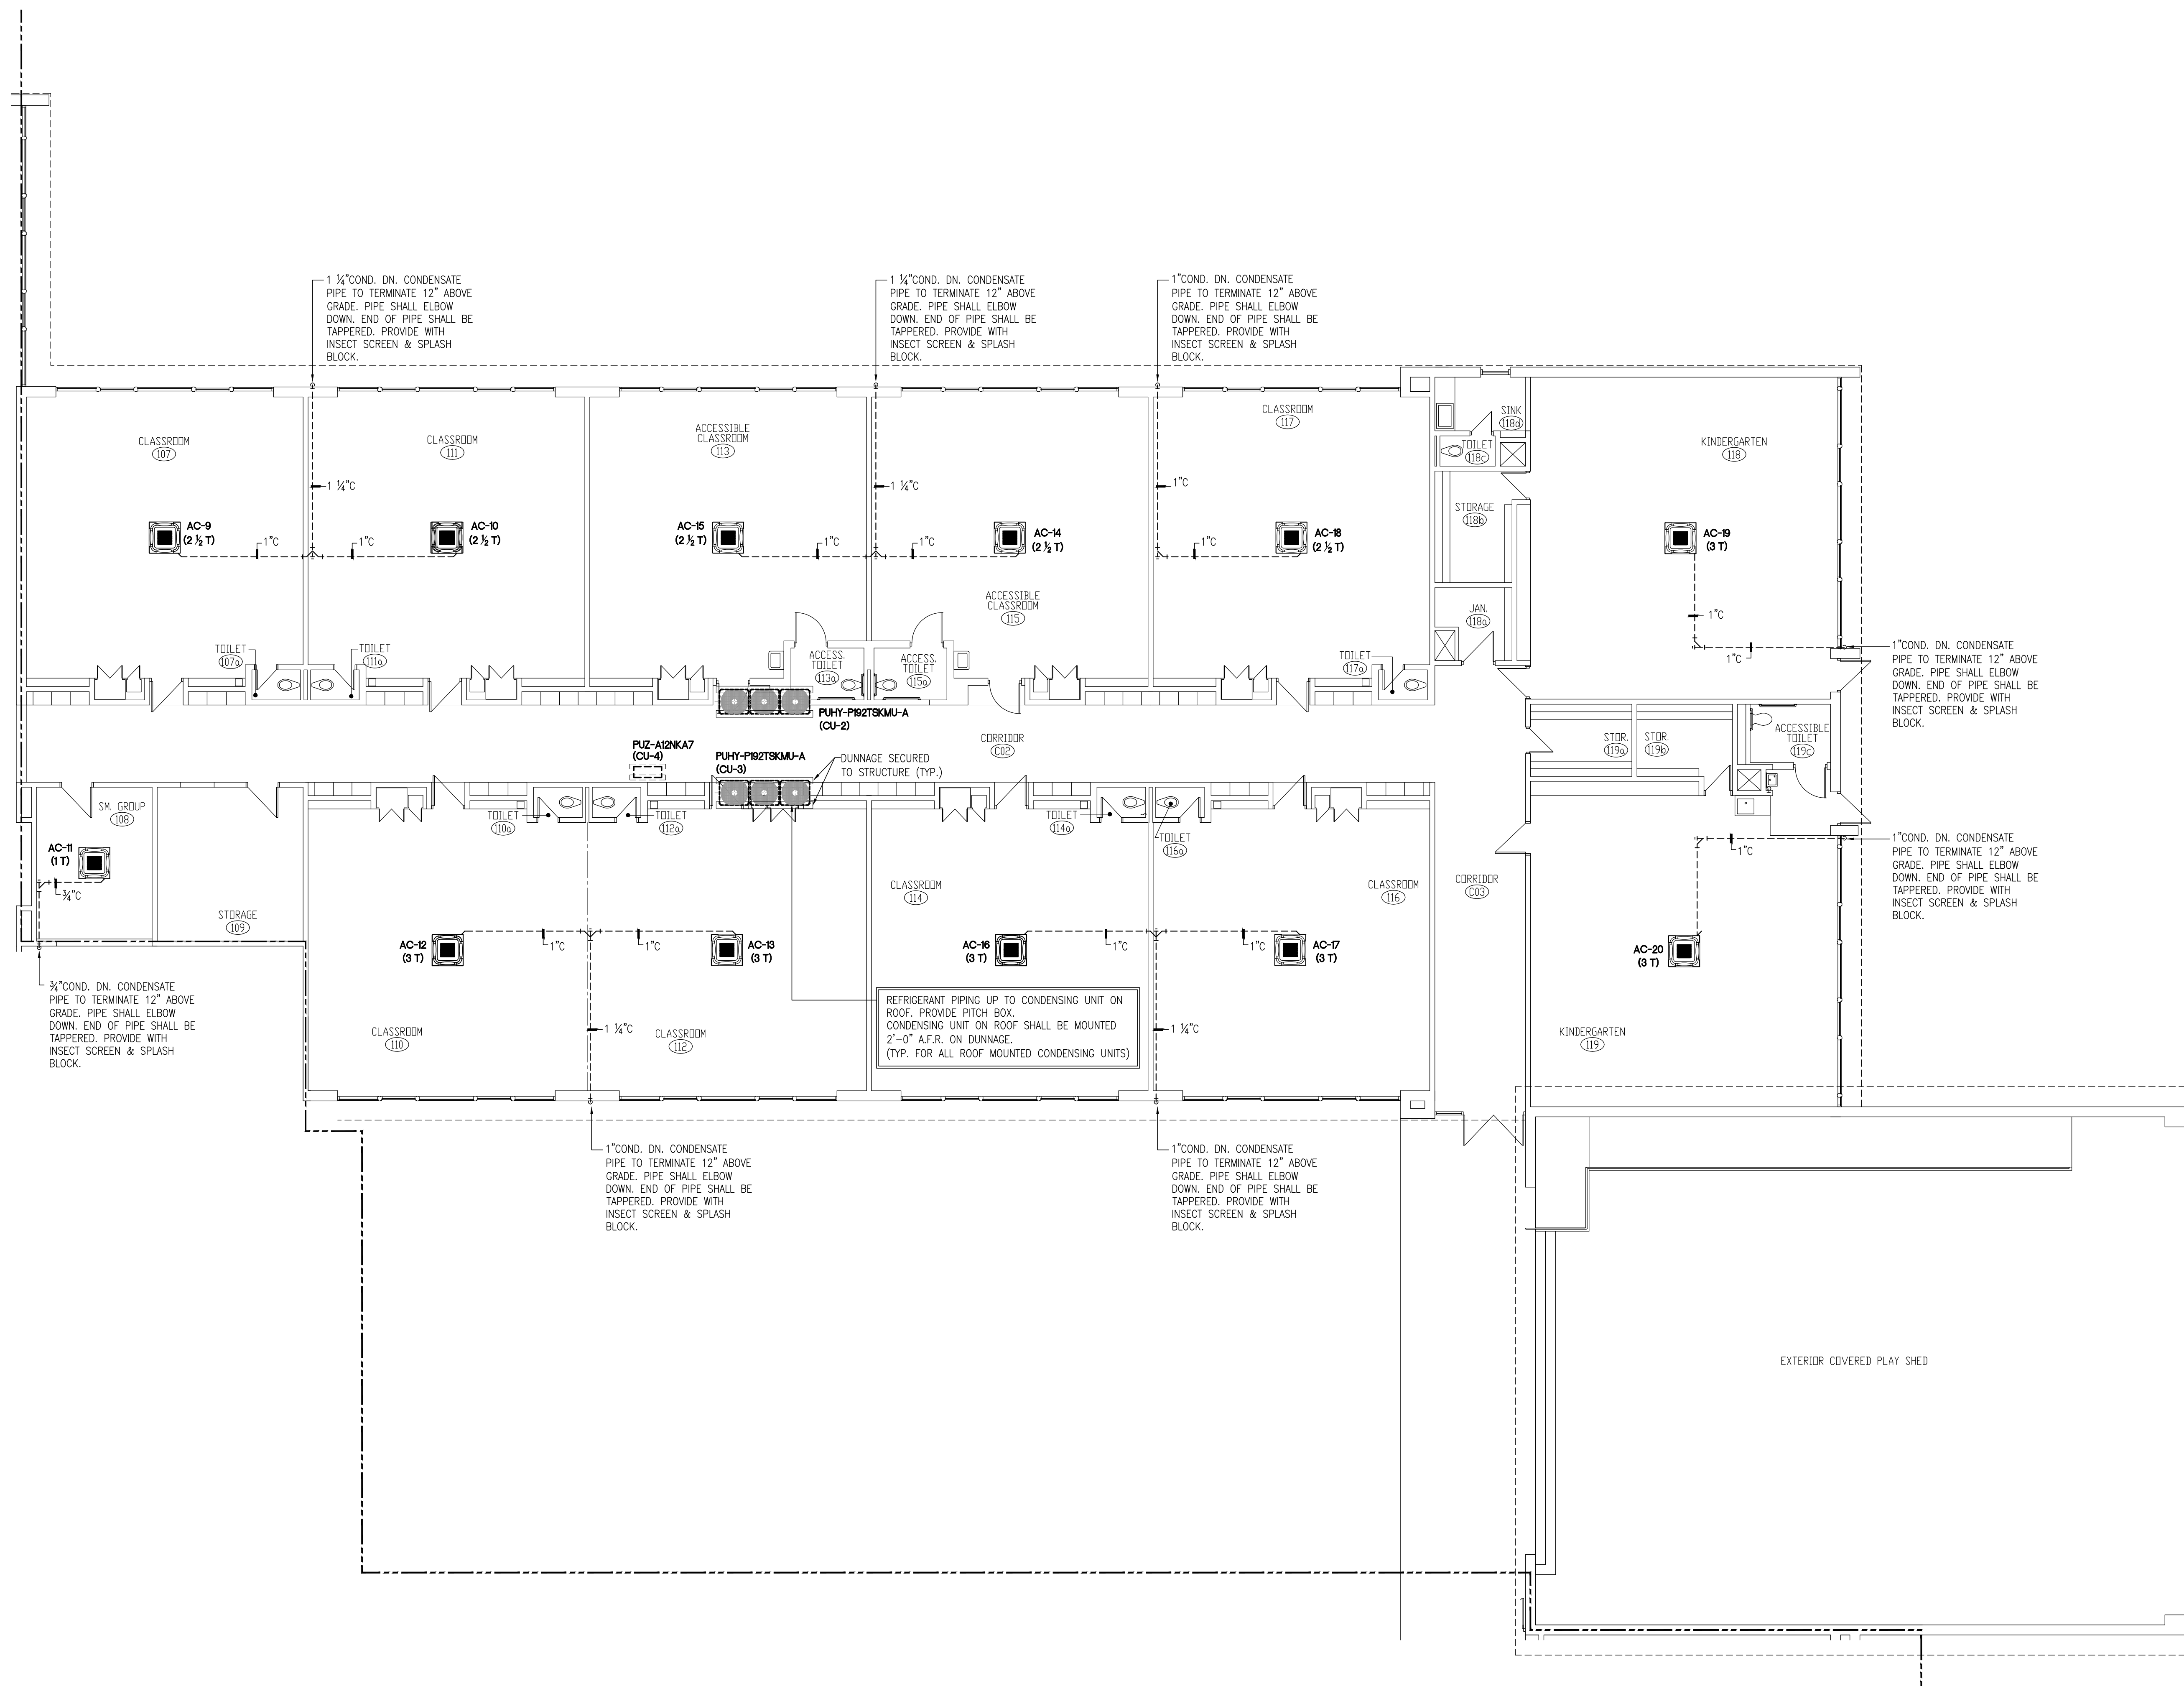 1 ¼"COND. DN. CONDENSATE
PIPE TO TERMINATE 12" ABOVE
GRADE. PIPE SHALL ELBOW
DOWN. END OF PIPE SHALL BE
TAPPERED. PROVIDE WITH
INSECT SCREEN & SPLASH
BLOCK.
1 ¼"COND. DN. CONDENSATE
PIPE TO TERMINATE 12" ABOVE
GRADE. PIPE SHALL ELBOW
DOWN. END OF PIPE SHALL BE
TAPPERED. PROVIDE WITH
INSECT SCREEN & SPLASH
BLOCK.
1"COND. DN. CONDENSATE
PIPE TO TERMINATE 12" ABOVE
GRADE. PIPE SHALL ELBOW
DOWN. END OF PIPE SHALL BE
TAPPERED. PROVIDE WITH
INSECT SCREEN & SPLASH
BLOCK.
CLASSROOM
107
CLASSROOM
111
ACCESSIBLE
CLASSROOM
113
CLASSROOM
117
SINK
118d
TOILET
118c
KINDERGARTEN
118
1 ¼"C
1 ¼"C
1"C
STORAGE
118b
AC-9
(2 ½ T)
1"C
1"C
AC-10
(2 ½ T)
AC-15
(2 ½ T)
1"C
1"C
AC-14
(2 ½ T)
1"C
AC-18
(2 ½ T)
AC-19
(3 T)
ACCESSIBLE
CLASSROOM
115
JAN.
118a
1"C
1"C
TOILET
107a
TOILET
111a
ACCESS.
TOILET
113a
ACCESS.
TOILET
115a
TOILET
117a
1"COND. DN. CONDENSATE
PIPE TO TERMINATE 12" ABOVE
GRADE. PIPE SHALL ELBOW
DOWN. END OF PIPE SHALL BE
TAPPERED. PROVIDE WITH
INSECT SCREEN & SPLASH
BLOCK.
PUHY-P192TSKMU-A
(CU-2)
PUZ-A12NKA7
(CU-4)
PUHY-P192TSKMU-A
(CU-3)
DUNNAGE SECURED
TO STRUCTURE (TYP.)
CORRIDOR
C02
STOR.
119a
STOR.
119b
ACCESSIBLE
TOILET
119c
SM. GROUP
108
AC-11
(1 T)
¾"C
STORAGE
109
TOILET
110a
TOILET
112a
TOILET
114a
TOILET
116a
CLASSROOM
114
CLASSROOM
116
CORRIDOR
C03
1"C
1"COND. DN. CONDENSATE
PIPE TO TERMINATE 12" ABOVE
GRADE. PIPE SHALL ELBOW
DOWN. END OF PIPE SHALL BE
TAPPERED. PROVIDE WITH
INSECT SCREEN & SPLASH
BLOCK.
AC-12
(3 T)
1"C
1"C
AC-13
(3 T)
AC-16
(3 T)
1"C
1"C
AC-17
(3 T)
AC-20
(3 T)
¾"COND. DN. CONDENSATE
PIPE TO TERMINATE 12" ABOVE
GRADE. PIPE SHALL ELBOW
DOWN. END OF PIPE SHALL BE
TAPPERED. PROVIDE WITH
INSECT SCREEN & SPLASH
BLOCK.
CLASSROOM
110
1 ¼"C
CLASSROOM
112
REFRIGERANT PIPING UP TO CONDENSING UNIT ON
ROOF. PROVIDE PITCH BOX.
CONDENSING UNIT ON ROOF SHALL BE MOUNTED
2'-0" A.F.R. ON DUNNAGE.
(TYP. FOR ALL ROOF MOUNTED CONDENSING UNITS)
1 ¼"C
KINDERGARTEN
119
1"COND. DN. CONDENSATE
PIPE TO TERMINATE 12" ABOVE
GRADE. PIPE SHALL ELBOW
DOWN. END OF PIPE SHALL BE
TAPPERED. PROVIDE WITH
INSECT SCREEN & SPLASH
BLOCK.
1"COND. DN. CONDENSATE
PIPE TO TERMINATE 12" ABOVE
GRADE. PIPE SHALL ELBOW
DOWN. END OF PIPE SHALL BE
TAPPERED. PROVIDE WITH
INSECT SCREEN & SPLASH
BLOCK.
EXTERIOR COVERED PLAY SHED